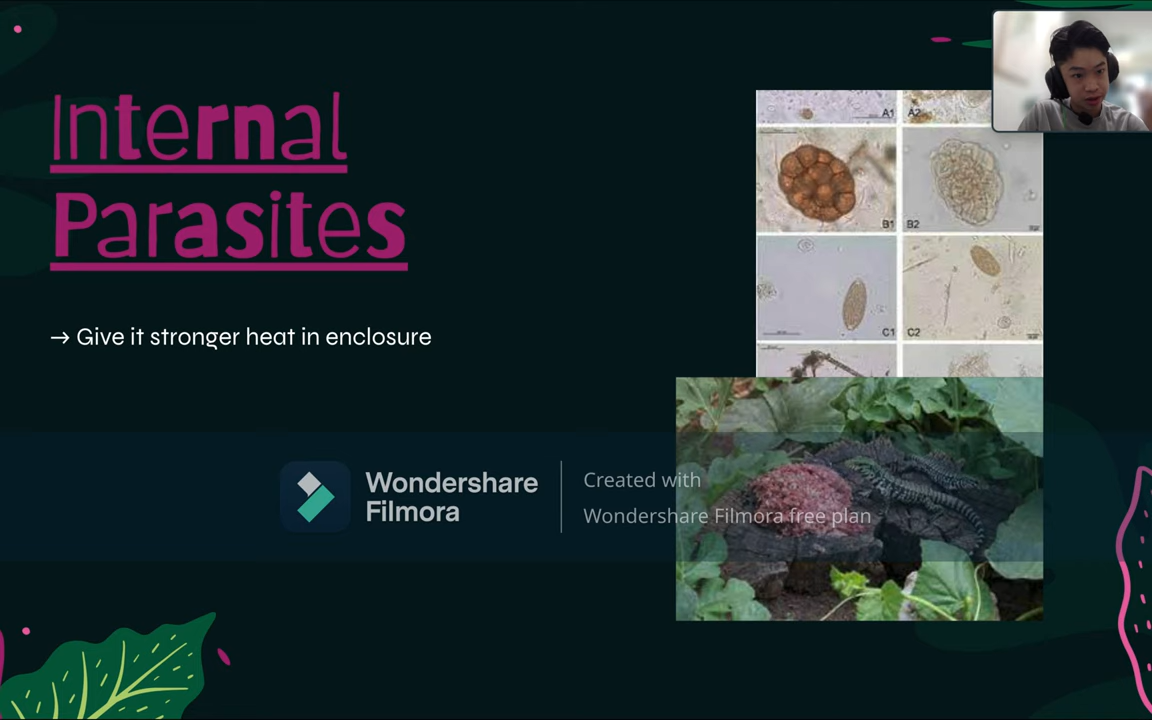 Internal
Parasites
→ Give it stronger heat in enclosure
A1
A2
B1
B2
C1
C2
Wondershare
Filmora
Created with
Wondershare Filmora free plan